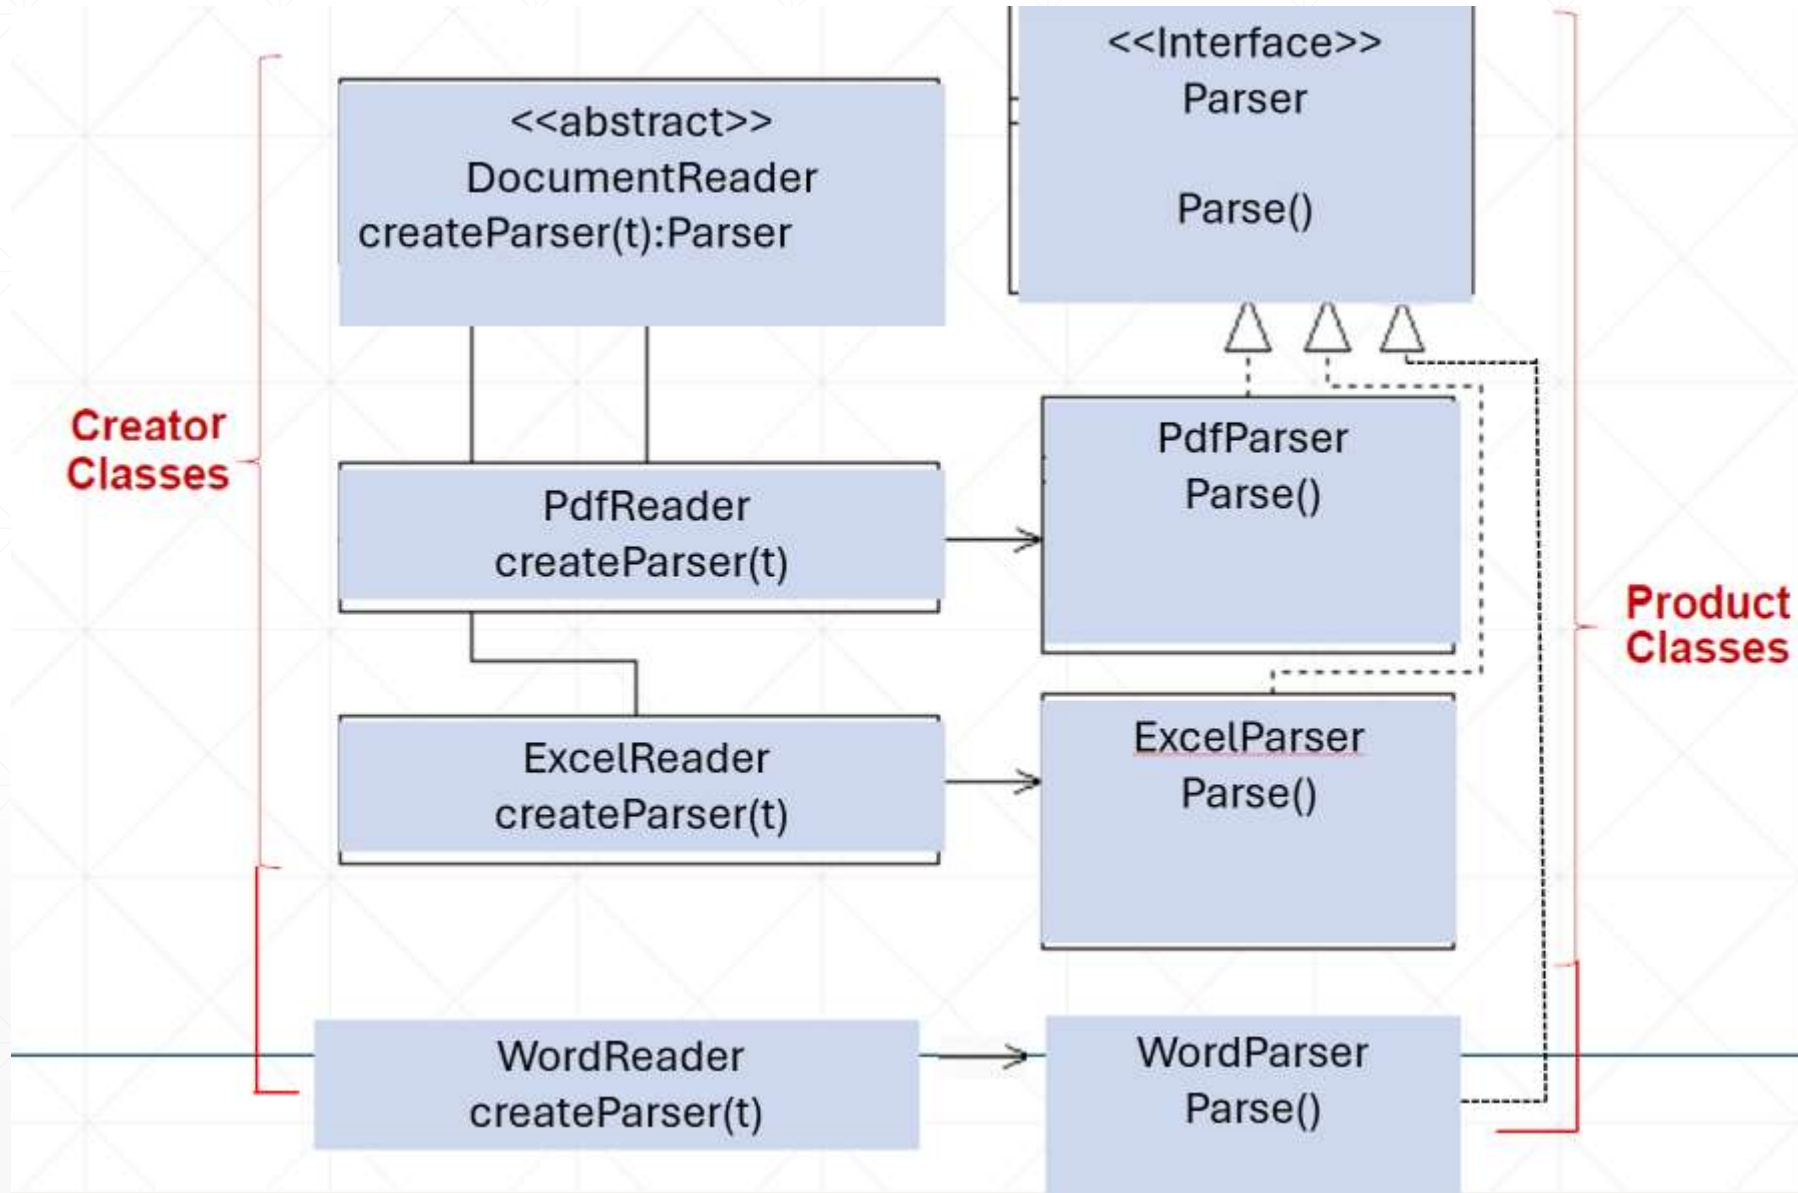 <<abstract>>
DocumentReader
createParser(t):Parser
<<Interface>>
Parser
Parse()
Creator
Classes
PdfReader
createParser(t)
PdfParser
Parse()
Product
Classes
ExcelReader
createParser(t)
ExcelParser
Parse()
WordReader
createParser(t)
WordParser
Parse()